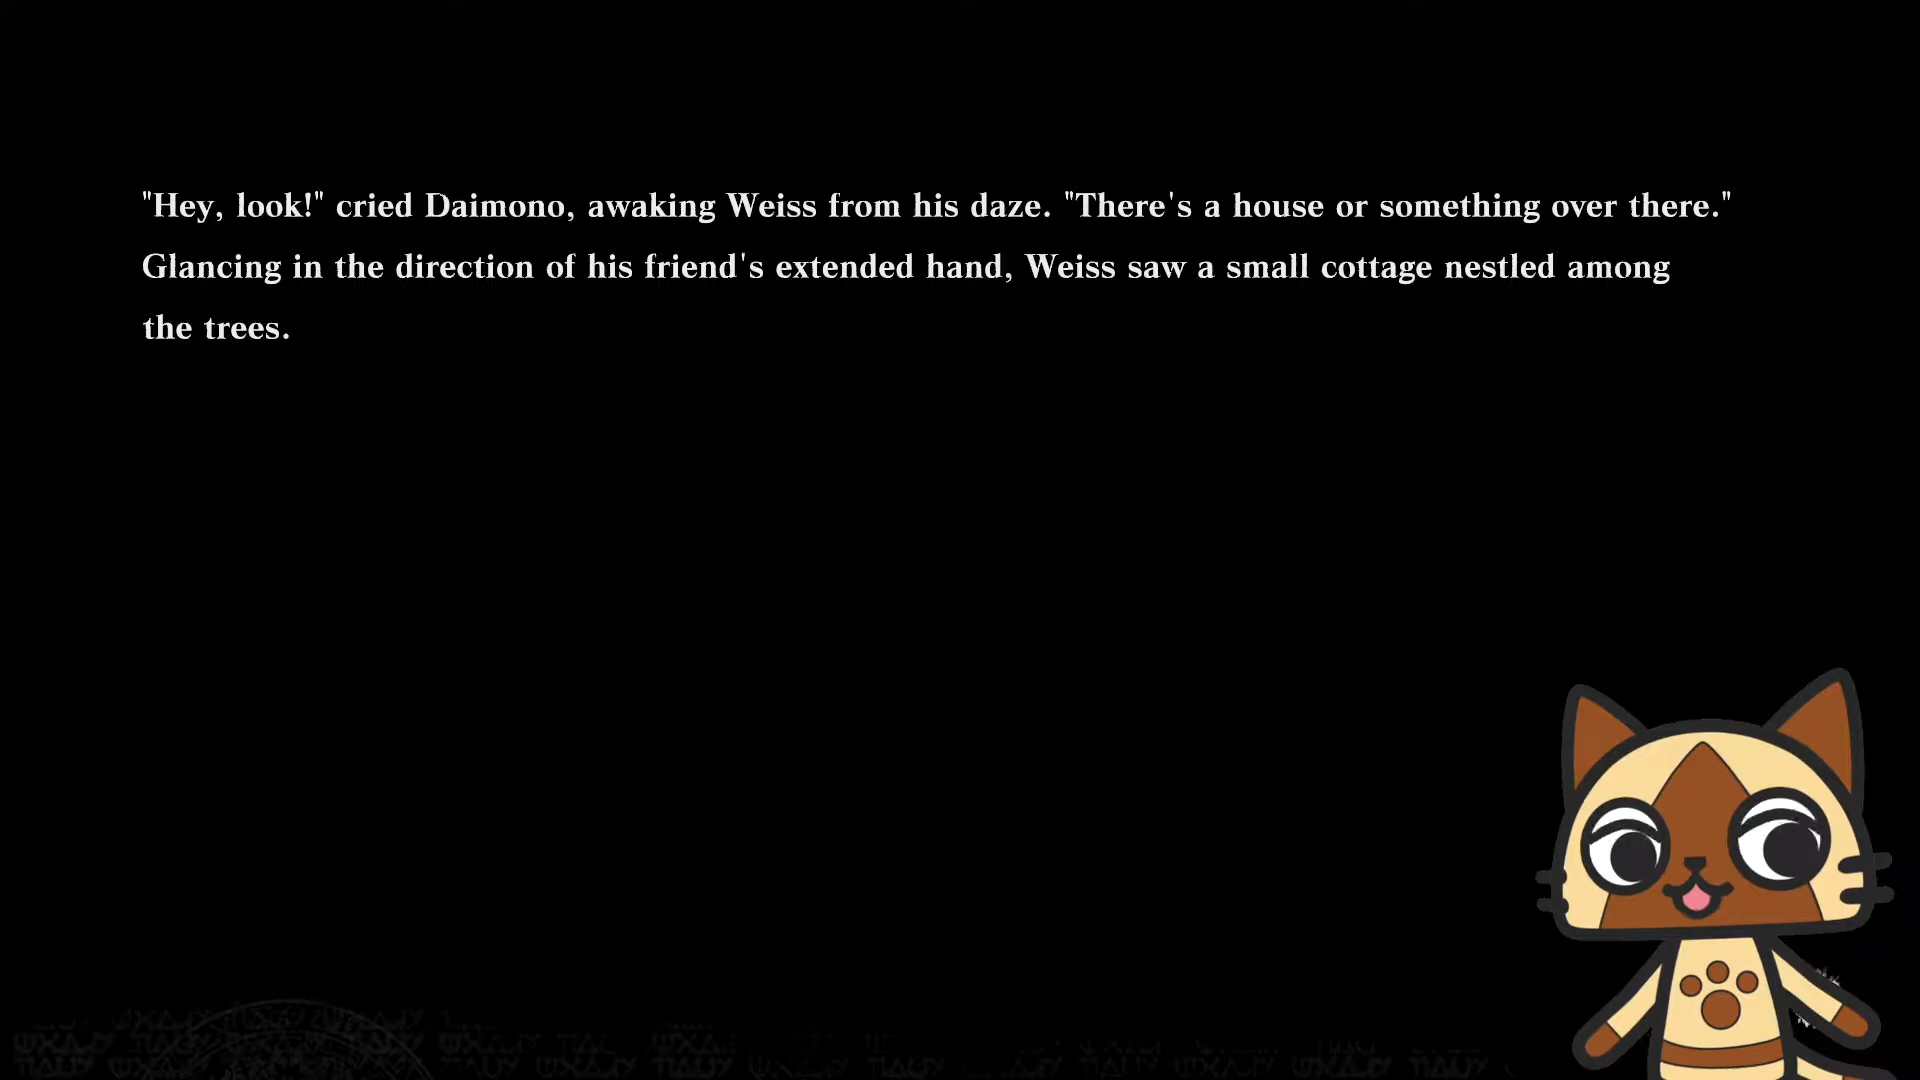 "Hey, look!" cried Daimono, awaking Weiss from his daze. "There's a house or something over there."
Glancing in the direction of his friend's extended hand, Weiss saw a small cottage nestled among
the trees.